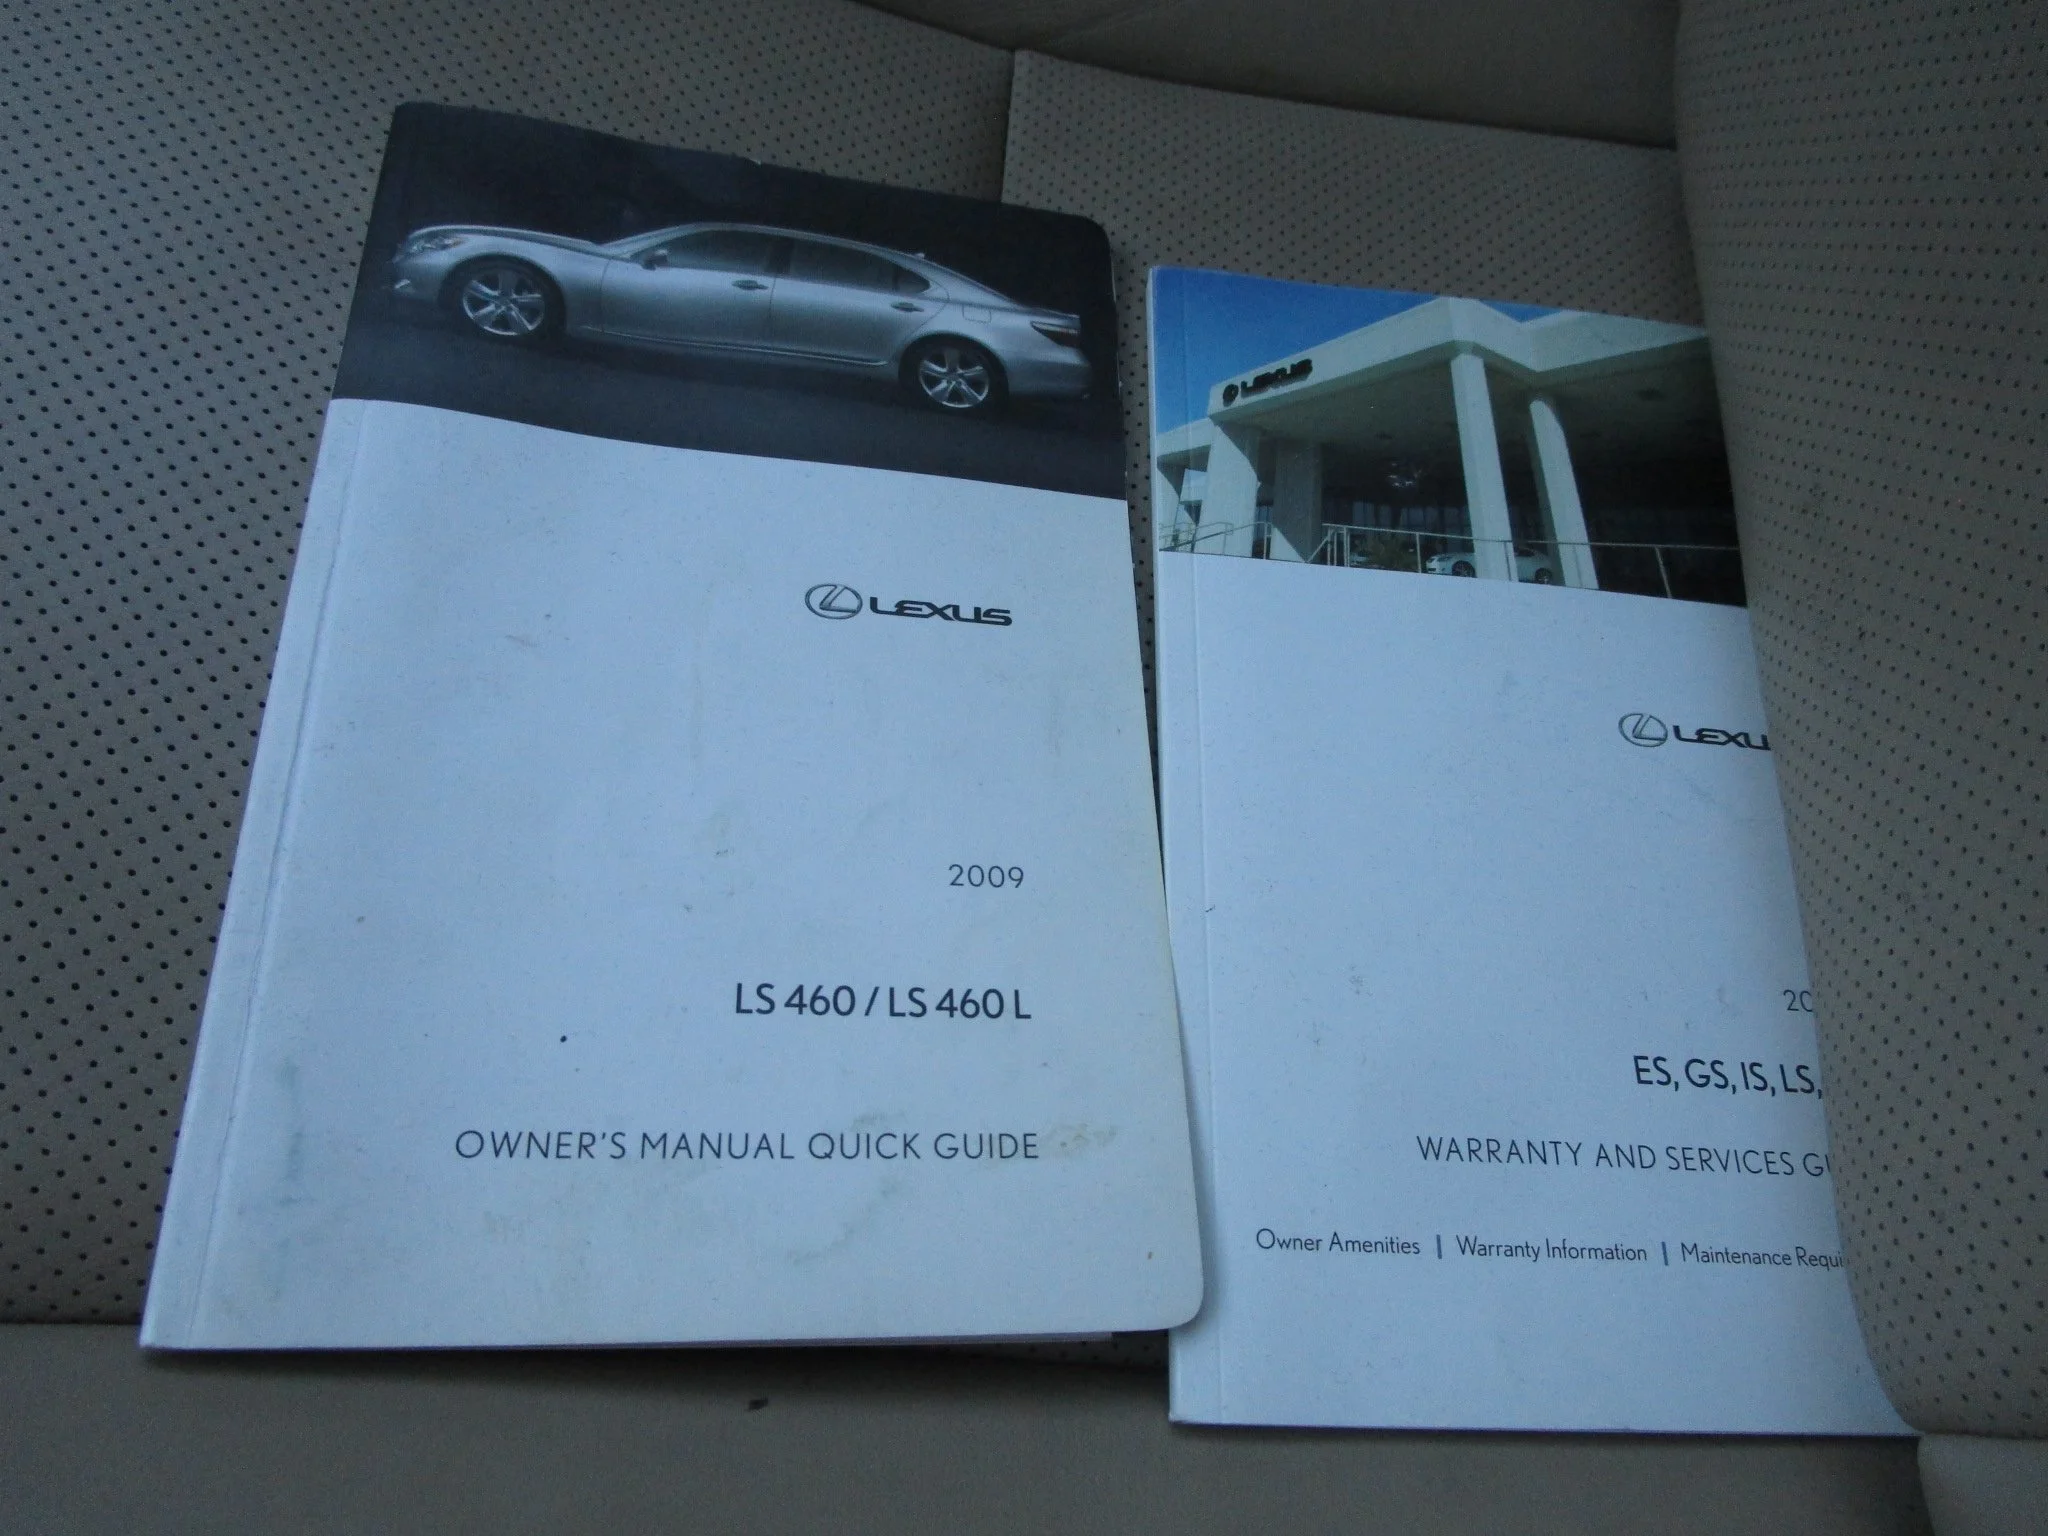 LEXUS
2009
LS 460 / LS 460 L
OWNER'S MANUAL QUICK GUIDE
LEXUS
LEXU
20
ES, GS, IS, LS,
WARRANTY AND SERVICES GU
Owner Amenities | Warranty Information | Maintenance Requi